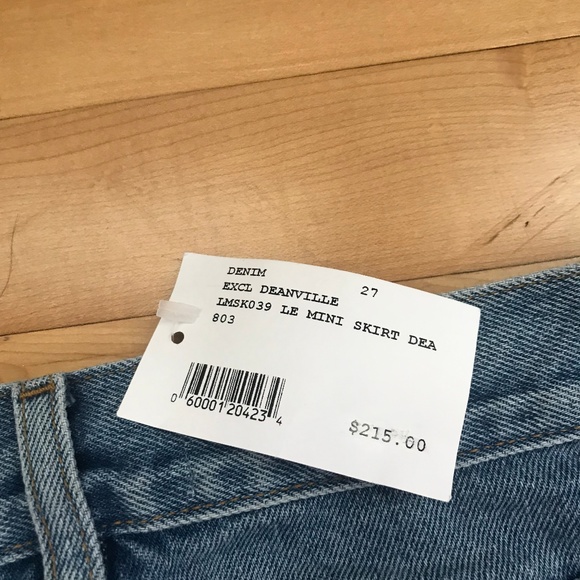 DENIM 27
EXCL DEANVILLE
LMSK039 LE MINI SKIRT DEA
803
0 60001 20423 4
$215.00